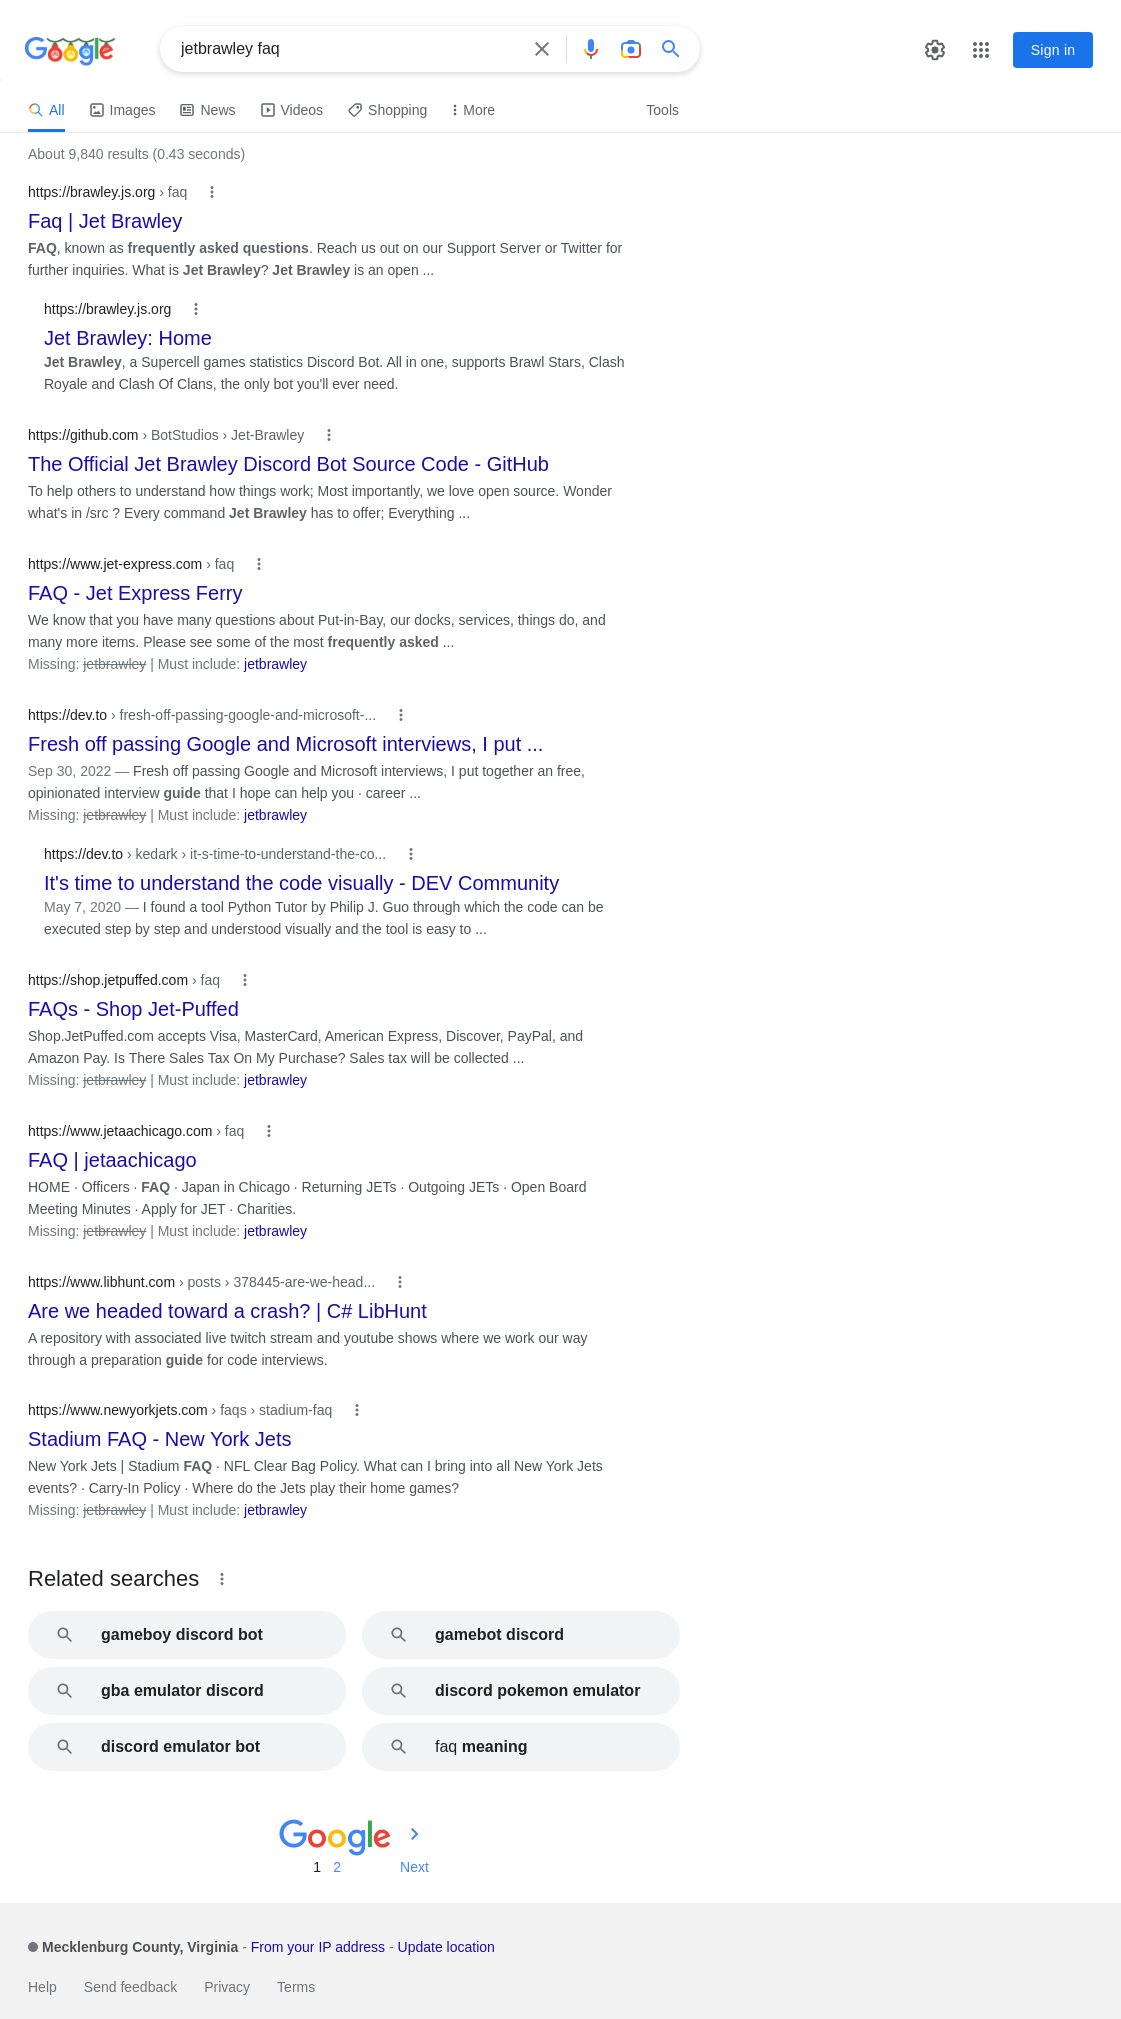 Google
jetbrawley faq
Sign in
All Images News Videos Shopping More Tools
About 9,840 results (0.43 seconds)
https://brawley.js.org › faq
Faq | Jet Brawley
FAQ, known as frequently asked questions. Reach us out on our Support Server or Twitter for
further inquiries. What is Jet Brawley? Jet Brawley is an open ...
https://brawley.js.org
Jet Brawley: Home
Jet Brawley, a Supercell games statistics Discord Bot. All in one, supports Brawl Stars, Clash
Royale and Clash Of Clans, the only bot you'll ever need.
https://github.com › BotStudios › Jet-Brawley
The Official Jet Brawley Discord Bot Source Code - GitHub
To help others to understand how things work; Most importantly, we love open source. Wonder
what's in /src ? Every command Jet Brawley has to offer; Everything ...
https://www.jet-express.com › faq
FAQ - Jet Express Ferry
We know that you have many questions about Put-in-Bay, our docks, services, things do, and
many more items. Please see some of the most frequently asked ...
Missing: jetbrawley | Must include: jetbrawley
https://dev.to › fresh-off-passing-google-and-microsoft-...
Fresh off passing Google and Microsoft interviews, I put ...
Sep 30, 2022 — Fresh off passing Google and Microsoft interviews, I put together an free,
opinionated interview guide that I hope can help you · career ...
Missing: jetbrawley | Must include: jetbrawley
https://dev.to › kedark › it-s-time-to-understand-the-co...
It's time to understand the code visually - DEV Community
May 7, 2020 — I found a tool Python Tutor by Philip J. Guo through which the code can be
executed step by step and understood visually and the tool is easy to ...
https://shop.jetpuffed.com › faq
FAQs - Shop Jet-Puffed
Shop.JetPuffed.com accepts Visa, MasterCard, American Express, Discover, PayPal, and
Amazon Pay. Is There Sales Tax On My Purchase? Sales tax will be collected ...
Missing: jetbrawley | Must include: jetbrawley
https://www.jetaachicago.com › faq
FAQ | jetaachicago
HOME · Officers · FAQ · Japan in Chicago · Returning JETs · Outgoing JETs · Open Board
Meeting Minutes · Apply for JET · Charities.
Missing: jetbrawley | Must include: jetbrawley
https://www.libhunt.com › posts › 378445-are-we-head...
Are we headed toward a crash? | C# LibHunt
A repository with associated live twitch stream and youtube shows where we work our way
through a preparation guide for code interviews.
https://www.newyorkjets.com › faqs › stadium-faq
Stadium FAQ - New York Jets
New York Jets | Stadium FAQ · NFL Clear Bag Policy. What can I bring into all New York Jets
events? · Carry-In Policy · Where do the Jets play their home games?
Missing: jetbrawley | Must include: jetbrawley
Related searches
gameboy discord bot
gamebot discord
gba emulator discord
discord pokemon emulator
discord emulator bot
faq meaning
Google
1 2 Next
Mecklenburg County, Virginia - From your IP address - Update location
Help Send feedback Privacy Terms